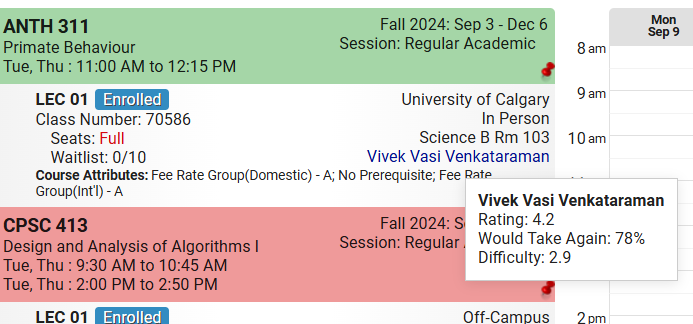 ANTH 311
Fall 2024: Sep 3 - Dec 6
Primate Behaviour
Session: Regular Academic
Tue, Thu : 11:00 AM to 12:15 PM
LEC 01 Enrolled
University of Calgary
Class Number: 70586
In Person
Seats: Full
Science B Rm 103
Waitlist: 0/10
Vivek Vasi Venkataraman
Course Attributes: Fee Rate Group(Domestic) - A; No Prerequisite; Fee Rate
Group(Int'l) - A
Vivek Vasi Venkataraman
Rating: 4.2
Would Take Again: 78%
Difficulty: 2.9
CPSC 413
Fall 2024:
Design and Analysis of Algorithms I
Session: Regular
Tue, Thu : 9:30 AM to 10:45 AM
Tue, Thu : 2:00 PM to 2:50 PM
LEC 01 Enrolled
Off-Campus
Mon
Sep 9
8 am
9 am
10 am
2 pm